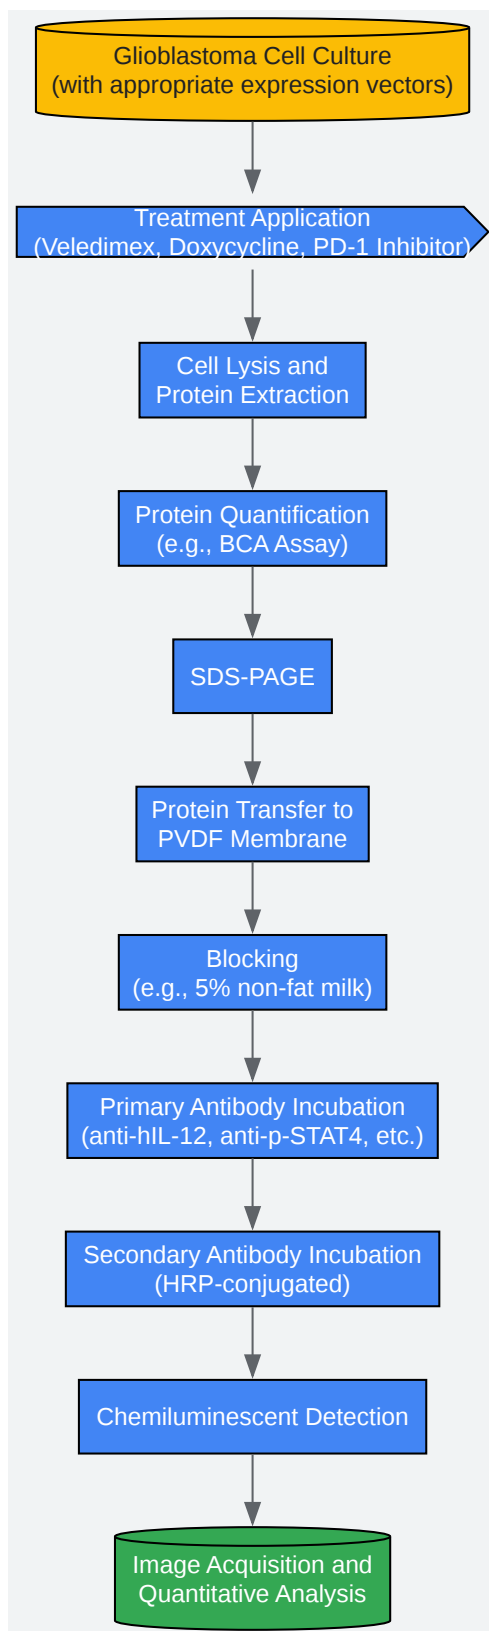 Glioblastoma Cell Culture
(with appropriate expression vectors)
Treatment Application
(Veledimex, Doxycycline, PD-1 Inhibitor)
Cell Lysis and
Protein Extraction
Protein Quantification
(e.g., BCA Assay)
SDS-PAGE
Protein Transfer to
PVDF Membrane
Blocking
(e.g., 5% non-fat milk)
Primary Antibody Incubation
(anti-hIL-12, anti-p-STAT4, etc.)
Secondary Antibody Incubation
(HRP-conjugated)
Chemiluminescent Detection
Image Acquisition and
Quantitative Analysis